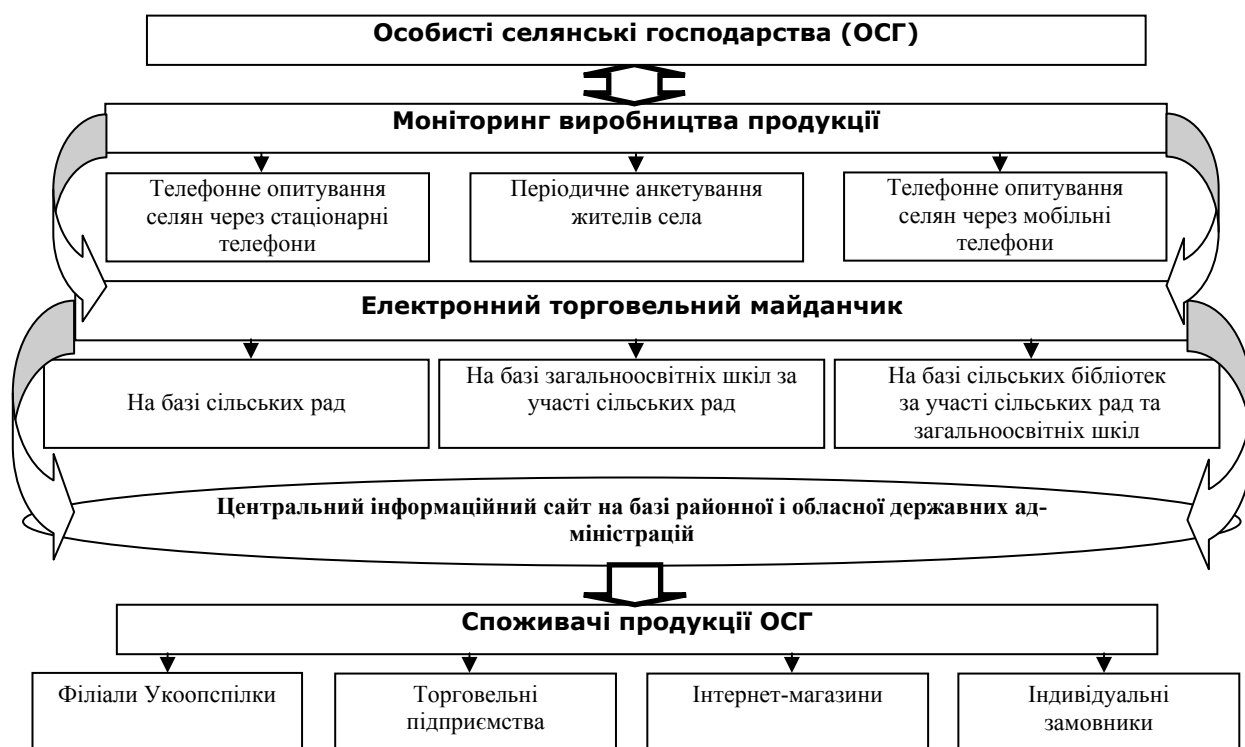 Особисті селянські господарства (ОСГ)
Моніторинг виробництва продукції
Телефонне опитування
селян через стаціонарні
телефони
Періодичне анкетування
жителів села
Телефонне опитування
селян через мобільні
телефони
Електронний торговельний майданчик
На базі сільських рад
На базі загальноосвітніх шкіл за
участі сільських рад
На базі сільських бібліотек
за участі сільських рад та
загальноосвітніх шкіл
Центральний інформаційний сайт на базі районної і обласної державних ад-
міністрацій
Споживачі продукції ОСГ
Філіали Укоопспілки
Торговельні
підприємства
Інтернет-магазини
Індивідуальні
замовники